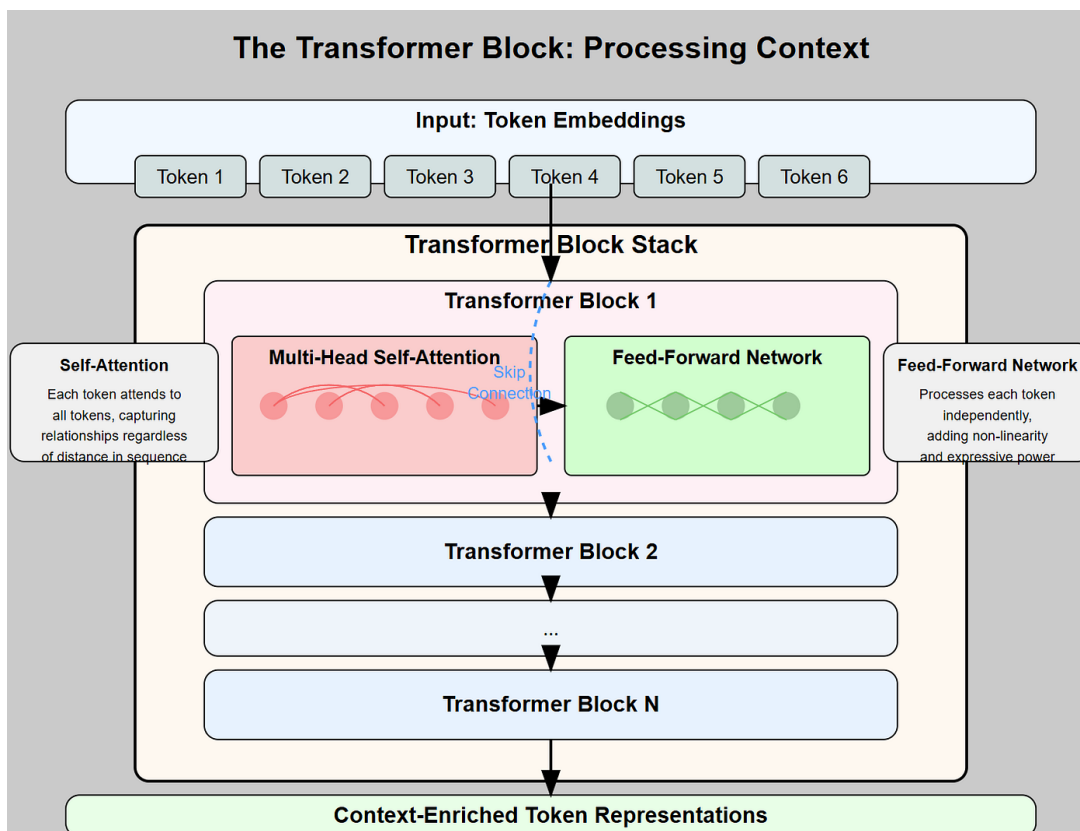 The Transformer Block: Processing Context
Input: Token Embeddings
Token 1
Token 2
Token 3
Token 4
Token 5
Token 6
Transformer Block Stack
Transformer Block 1
Self-Attention
Each token attends to
all tokens, capturing
relationships regardless
of distance in sequence
Multi-Head Self-Attention
Skip
Connection
Feed-Forward Network
Feed-Forward Network
Processes each token
independently,
adding non-linearity
and expressive power
Transformer Block 2
...
Transformer Block N
Context-Enriched Token Representations